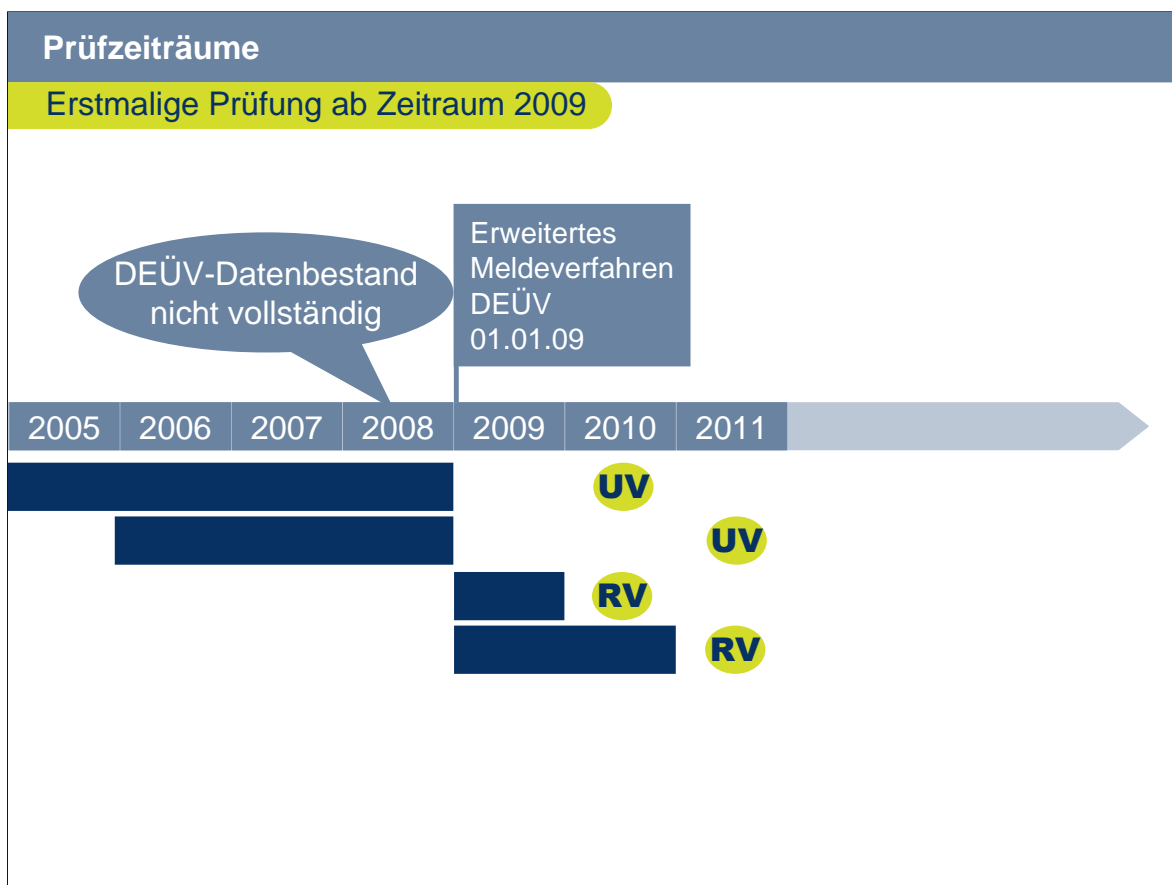 Prüfzeiträume
Erstmalige Prüfung ab Zeitraum 2009
DEÜV-Datenbestand
nicht vollständig
Erweitertes
Meldeverfahren
DEÜV
01.01.09
2005 2006 2007 2008 2009 2010 2011
UV
UV
RV
RV